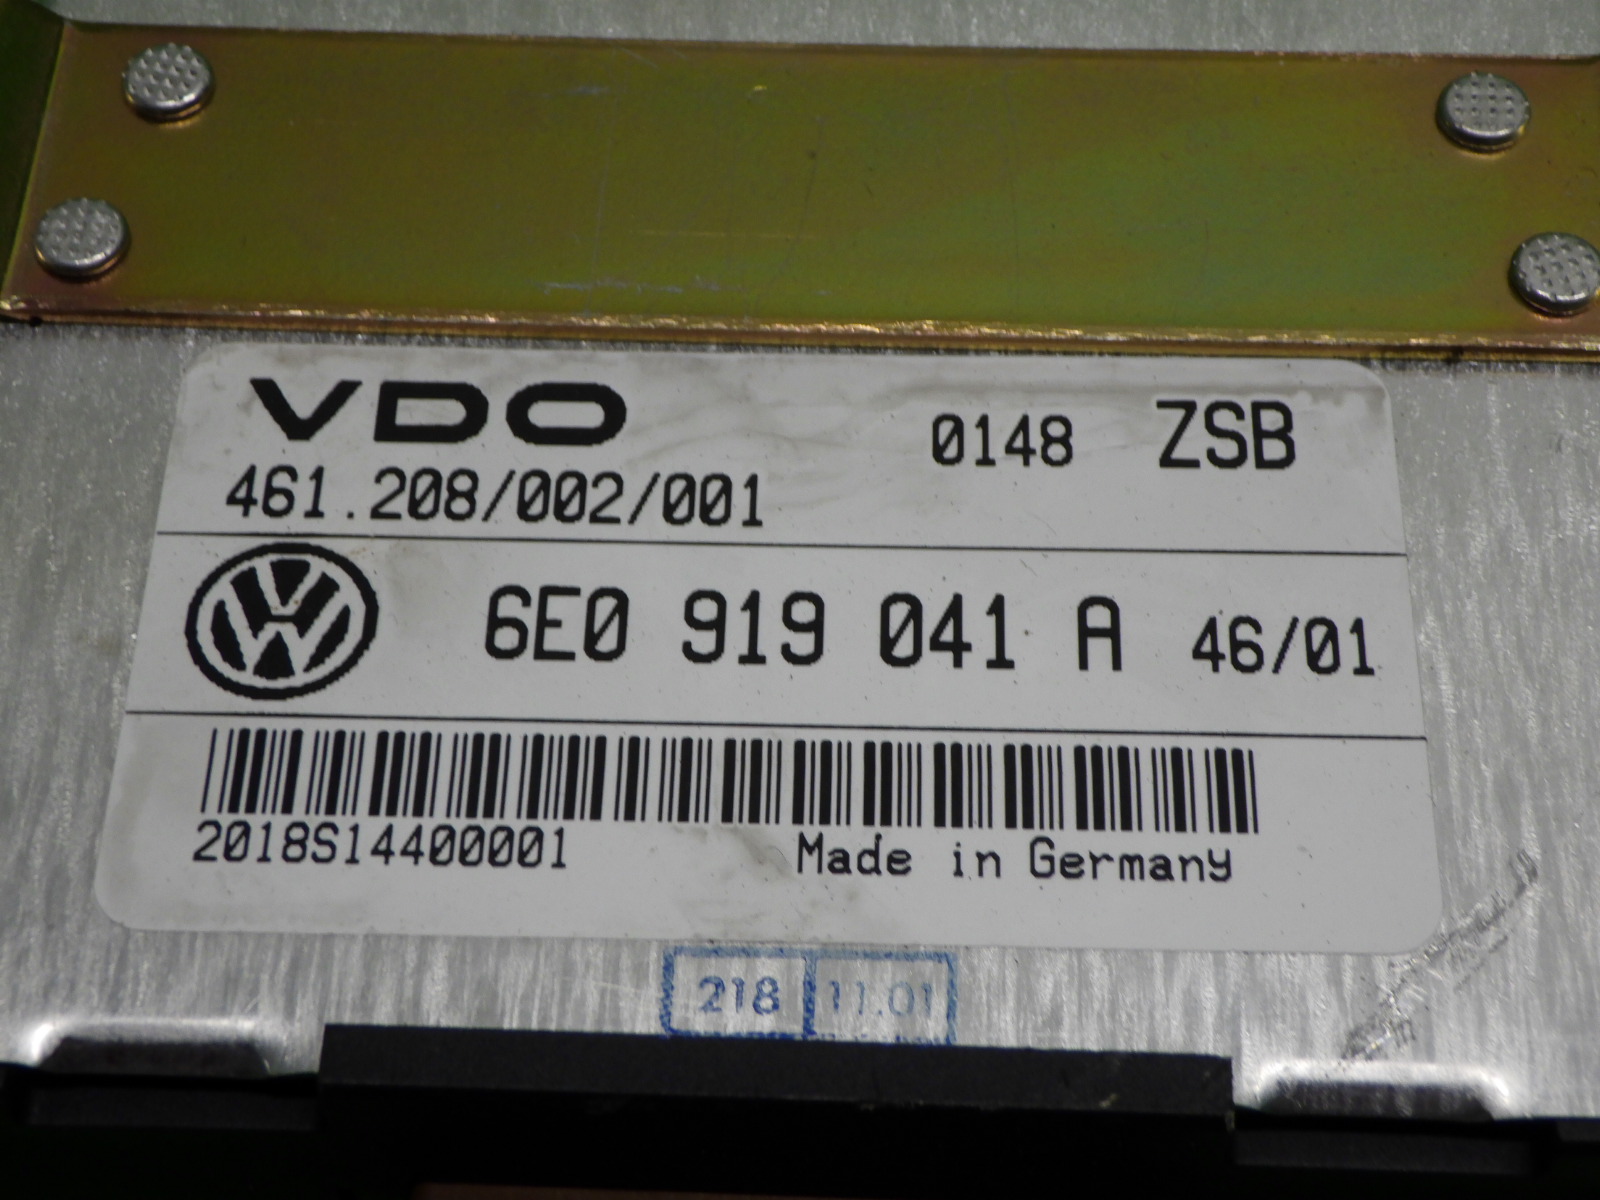 VDO 0148 ZSB
461.208/002/001
6E0 919 041 A 46/01
2018S14400001 Made in Germany
218 11.01